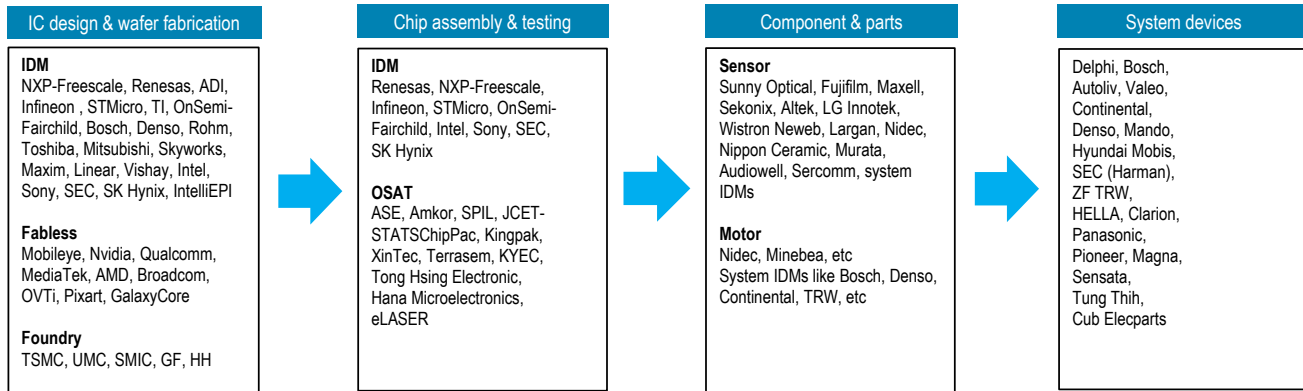 IC design & wafer fabrication
IDM
NXP-Freescale, Renesas, ADI,
Infineon , STMicro, TI, OnSemi-
Fairchild, Bosch, Denso, Rohm,
Toshiba, Mitsubishi, Skyworks,
Maxim, Linear, Vishay, Intel,
Sony, SEC, SK Hynix, IntelliEPI
Fabless
Mobileye, Nvidia, Qualcomm,
MediaTek, AMD, Broadcom,
OVTi, Pixart, GalaxyCore
Foundry
TSMC, UMC, SMIC, GF, HH
Chip assembly & testing
IDM
Renesas, NXP-Freescale,
Infineon, STMicro, OnSemi-
Fairchild, Intel, Sony, SEC,
SK Hynix
OSAT
ASE, Amkor, SPIL, JCET-
STATSChipPac, Kingpak,
XinTec, Terrasem, KYEC,
Tong Hsing Electronic,
Hana Microelectronics,
eLASER
Component & parts
Sensor
Sunny Optical, Fujifilm, Maxell,
Sekonix, Altek, LG Innotek,
Wistron Neweb, Largan, Nidec,
Nippon Ceramic, Murata,
Audiowell, Sercomm, system
IDMs
Motor
Nidec, Minebea, etc
System IDMs like Bosch, Denso,
Continental, TRW, etc
System devices
Delphi, Bosch,
Autoliv, Valeo,
Continental,
Denso, Mando,
Hyundai Mobis,
SEC (Harman),
ZF TRW,
HELLA, Clarion,
Panasonic,
Pioneer, Magna,
Sensata,
Tung Thih,
Cub Elecparts